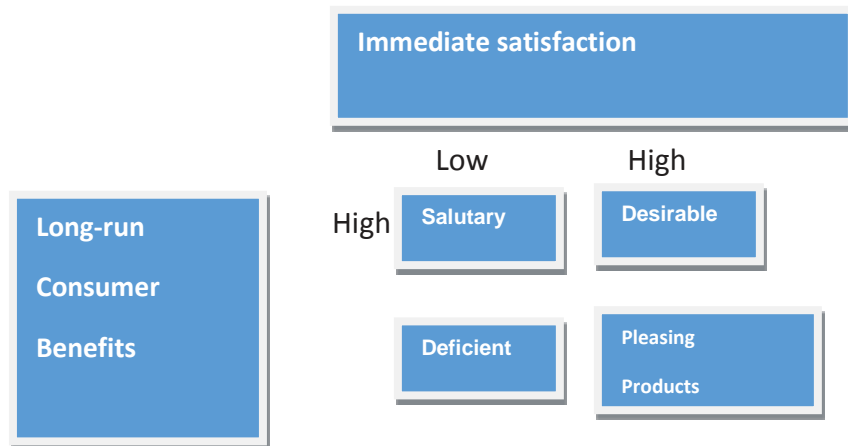 Immediate satisfaction
Low High
Long-run
Consumer
Benefits
High
Salutary
Desirable
Deficient
Pleasing
Products